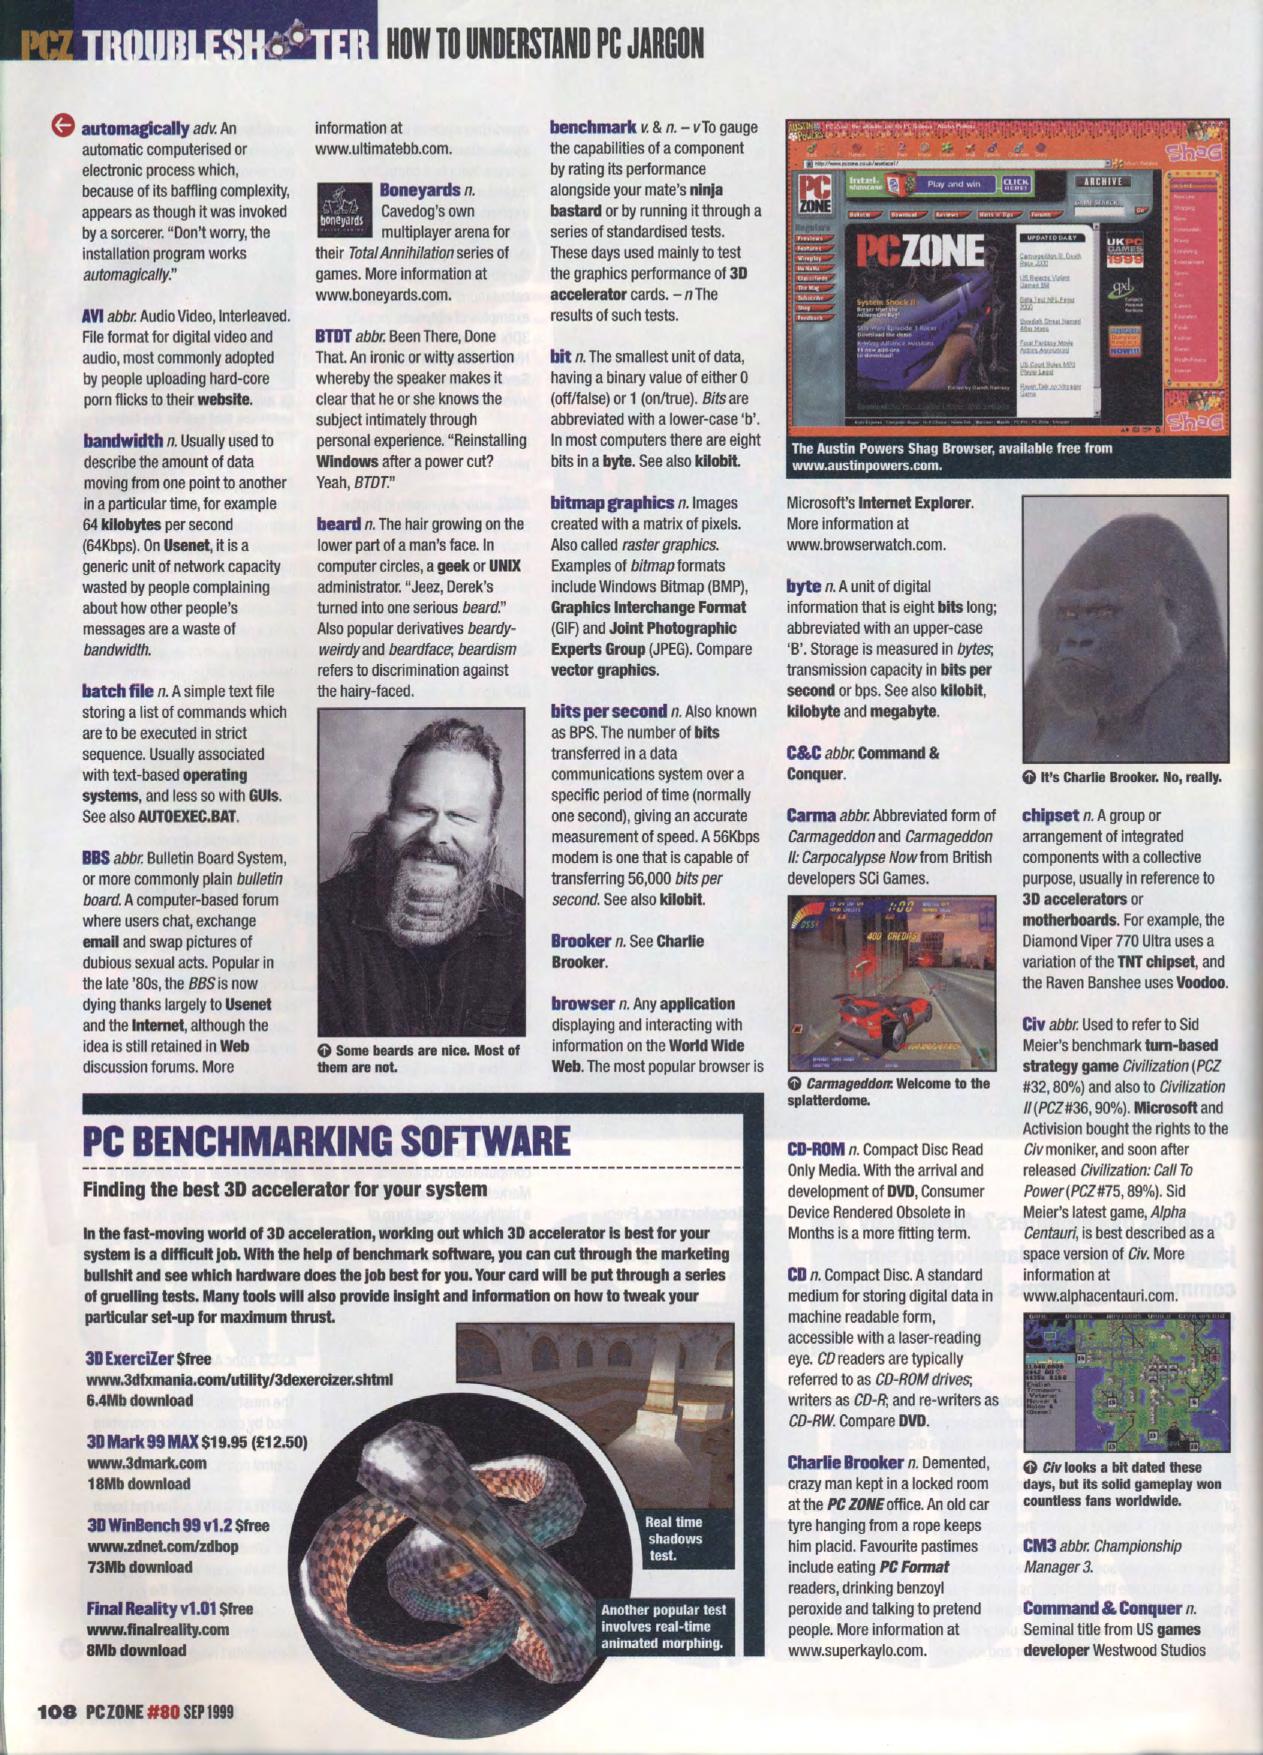 PCZ TROUBLESHOOTER HOW TO UNDERSTAND PC JARGON
automagically adv. An
automatic computerised or
electronic process which,
because of its baffling complexity,
appears as though it was invoked
by a sorcerer. “Don’t worry, the
installation program works
automagically.”
AVI abbr. Audio Video, Interleaved.
File format for digital video and
audio, most commonly adopted
by people uploading hard-core
porn flicks to their website.
bandwidth n. Usually used to
describe the amount of data
moving from one point to another
in a particular time, for example
64 kilobytes per second
(64Kbps). On Usenet, it is a
generic unit of network capacity
wasted by people complaining
about how other people’s
messages are a waste of
bandwidth.
batch file n. A simple text file
storing a list of commands which
are to be executed in strict
sequence. Usually associated
with text-based operating
systems, and less so with GUIs.
See also AUTOEXEC.BAT.
BBS abbr. Bulletin Board System,
or more commonly plain bulletin
board. A computer-based forum
where users chat, exchange
email and swap pictures of
dubious sexual acts. Popular in
the late ’80s, the BBS is now
dying thanks largely to Usenet
and the Internet, although the
idea is still retained in Web
discussion forums. More
information at
www.ultimatebb.com.
boneyards
Boneyards n.
Cavedog’s own
multiplayer arena for
their Total Annihilation series of
games. More information at
www.boneyards.com.
BTDT abbr. Been There, Done
That. An ironic or witty assertion
whereby the speaker makes it
clear that he or she knows the
subject intimately through
personal experience. “Reinstalling
Windows after a power cut?
Yeah, BTDT.”
beard n. The hair growing on the
lower part of a man’s face. In
computer circles, a geek or UNIX
administrator. “Jeez, Derek’s
turned into one serious beard.”
Also popular derivatives beardy-
weirdy and beardface; beardism
refers to discrimination against
the hairy-faced.
Some beards are nice. Most of
them are not.
benchmark v. & n. – v To gauge
the capabilities of a component
by rating its performance
alongside your mate’s ninja
bastard or by running it through a
series of standardised tests.
These days used mainly to test
the graphics performance of 3D
accelerator cards. – n The
results of such tests.
bit n. The smallest unit of data,
having a binary value of either 0
(off/false) or 1 (on/true). Bits are
abbreviated with a lower-case ‘b’.
In most computers there are eight
bits in a byte. See also kilobit.
bitmap graphics n. Images
created with a matrix of pixels.
Also called raster graphics.
Examples of bitmap formats
include Windows Bitmap (BMP),
Graphics Interchange Format
(GIF) and Joint Photographic
Experts Group (JPEG). Compare
vector graphics.
bits per second n. Also known
as BPS. The number of bits
transferred in a data
communications system over a
specific period of time (normally
one second), giving an accurate
measurement of speed. A 56Kbps
modem is one that is capable of
transferring 56,000 bits per
second. See also kilobit.
Brooker n. See Charlie
Brooker.
browser n. Any application
displaying and interacting with
information on the World Wide
Web. The most popular browser is
Shag
PC ZONE
Play and win
CLICK HERE!
ARCHIVE
PCZONE
UPDATED DAILY
UKPC GAMES 1999
System Shock II
Shag
The Austin Powers Shag Browser, available free from
www.austinpowers.com.
Microsoft’s Internet Explorer.
More information at
www.browserwatch.com.
byte n. A unit of digital
information that is eight bits long;
abbreviated with an upper-case
‘B’. Storage is measured in bytes;
transmission capacity in bits per
second or bps. See also kilobit,
kilobyte and megabyte.
C&C abbr. Command &
Conquer.
Carma abbr. Abbreviated form of
Carmageddon and Carmageddon
II: Carpocalypse Now from British
developers SCi Games.
1:00
400 CREDITS
Carmageddon: Welcome to the
splatterdome.
CD-ROM n. Compact Disc Read
Only Media. With the arrival and
development of DVD, Consumer
Device Rendered Obsolete in
Months is a more fitting term.
CD n. Compact Disc. A standard
medium for storing digital data in
machine readable form,
accessible with a laser-reading
eye. CD readers are typically
referred to as CD-ROM drives;
writers as CD-R; and re-writers as
CD-RW. Compare DVD.
Charlie Brooker n. Demented,
crazy man kept in a locked room
at the PC ZONE office. An old car
tyre hanging from a rope keeps
him placid. Favourite pastimes
include eating PC Format
readers, drinking benzoyl
peroxide and talking to pretend
people. More information at
www.superkaylo.com.
It’s Charlie Brooker. No, really.
chipset n. A group or
arrangement of integrated
components with a collective
purpose, usually in reference to
3D accelerators or
motherboards. For example, the
Diamond Viper 770 Ultra uses a
variation of the TNT chipset, and
the Raven Banshee uses Voodoo.
Civ abbr. Used to refer to Sid
Meier’s benchmark turn-based
strategy game Civilization (PCZ
#32, 80%) and also to Civilization
II (PCZ #36, 90%). Microsoft and
Activision bought the rights to the
Civ moniker, and soon after
released Civilization: Call To
Power (PCZ #75, 89%). Sid
Meier’s latest game, Alpha
Centauri, is best described as a
space version of Civ. More
information at
www.alphacentauri.com.
Civ looks a bit dated these
days, but its solid gameplay won
countless fans worldwide.
CM3 abbr. Championship
Manager 3.
Command & Conquer n.
Seminal title from US games
developer Westwood Studios
PC BENCHMARKING SOFTWARE
Finding the best 3D accelerator for your system
In the fast-moving world of 3D acceleration, working out which 3D accelerator is best for your
system is a difficult job. With the help of benchmark software, you can cut through the marketing
bullshit and see which hardware does the job best for you. Your card will be put through a series
of gruelling tests. Many tools will also provide insight and information on how to tweak your
particular set-up for maximum thrust.
3D ExerciZer $free
www.3dfxmania.com/utility/3dexercizer.shtml
6.4Mb download
3D Mark 99 MAX $19.95 (£12.50)
www.3dmark.com
18Mb download
3D WinBench 99 v1.2 $free
www.zdnet.com/zdbop
73Mb download
Final Reality v1.01 $free
www.finalreality.com
8Mb download
Real time
shadows
test.
Another popular test
involves real-time
animated morphing.
108 PC ZONE #80 SEP 1999